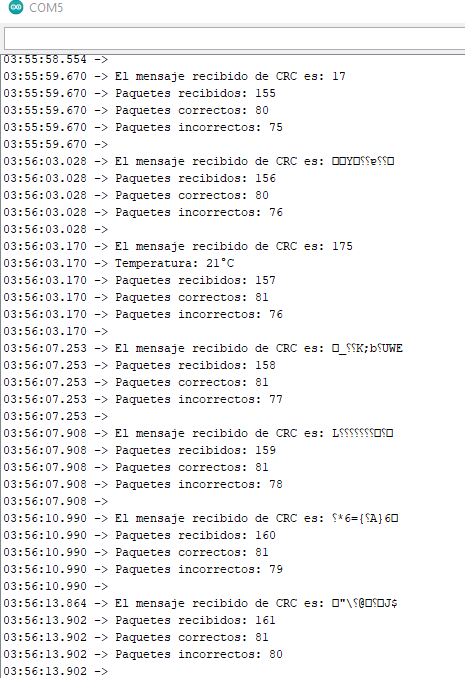 COM5
03:55:58.554 ->
03:55:59.670 -> El mensaje recibido de CRC es: 17
03:55:59.670 -> Paquetes recibidos: 155
03:55:59.670 -> Paquetes correctos: 80
03:55:59.670 -> Paquetes incorrectos: 75
03:55:59.670 ->
03:56:03.028 -> El mensaje recibido de CRC es: □□Y□⸮⸮ɐ⸮⸮□
03:56:03.028 -> Paquetes recibidos: 156
03:56:03.028 -> Paquetes correctos: 80
03:56:03.028 -> Paquetes incorrectos: 76
03:56:03.028 ->
03:56:03.170 -> El mensaje recibido de CRC es: 175
03:56:03.170 -> Temperatura: 21°C
03:56:03.170 -> Paquetes recibidos: 157
03:56:03.170 -> Paquetes correctos: 81
03:56:03.170 -> Paquetes incorrectos: 76
03:56:03.170 ->
03:56:07.253 -> El mensaje recibido de CRC es: □_⸮⸮K;b⸮UWE
03:56:07.253 -> Paquetes recibidos: 158
03:56:07.253 -> Paquetes correctos: 81
03:56:07.253 -> Paquetes incorrectos: 77
03:56:07.253 ->
03:56:07.908 -> El mensaje recibido de CRC es: L⸮⸮⸮⸮⸮⸮⸮□⸮□
03:56:07.908 -> Paquetes recibidos: 159
03:56:07.908 -> Paquetes correctos: 81
03:56:07.908 -> Paquetes incorrectos: 78
03:56:07.908 ->
03:56:10.990 -> El mensaje recibido de CRC es: ⸮*6={⸮A}6□
03:56:10.990 -> Paquetes recibidos: 160
03:56:10.990 -> Paquetes correctos: 81
03:56:10.990 -> Paquetes incorrectos: 79
03:56:10.990 ->
03:56:13.864 -> El mensaje recibido de CRC es: □"\⸮@□⸮□J$
03:56:13.902 -> Paquetes recibidos: 161
03:56:13.902 -> Paquetes correctos: 81
03:56:13.902 -> Paquetes incorrectos: 80
03:56:13.902 ->